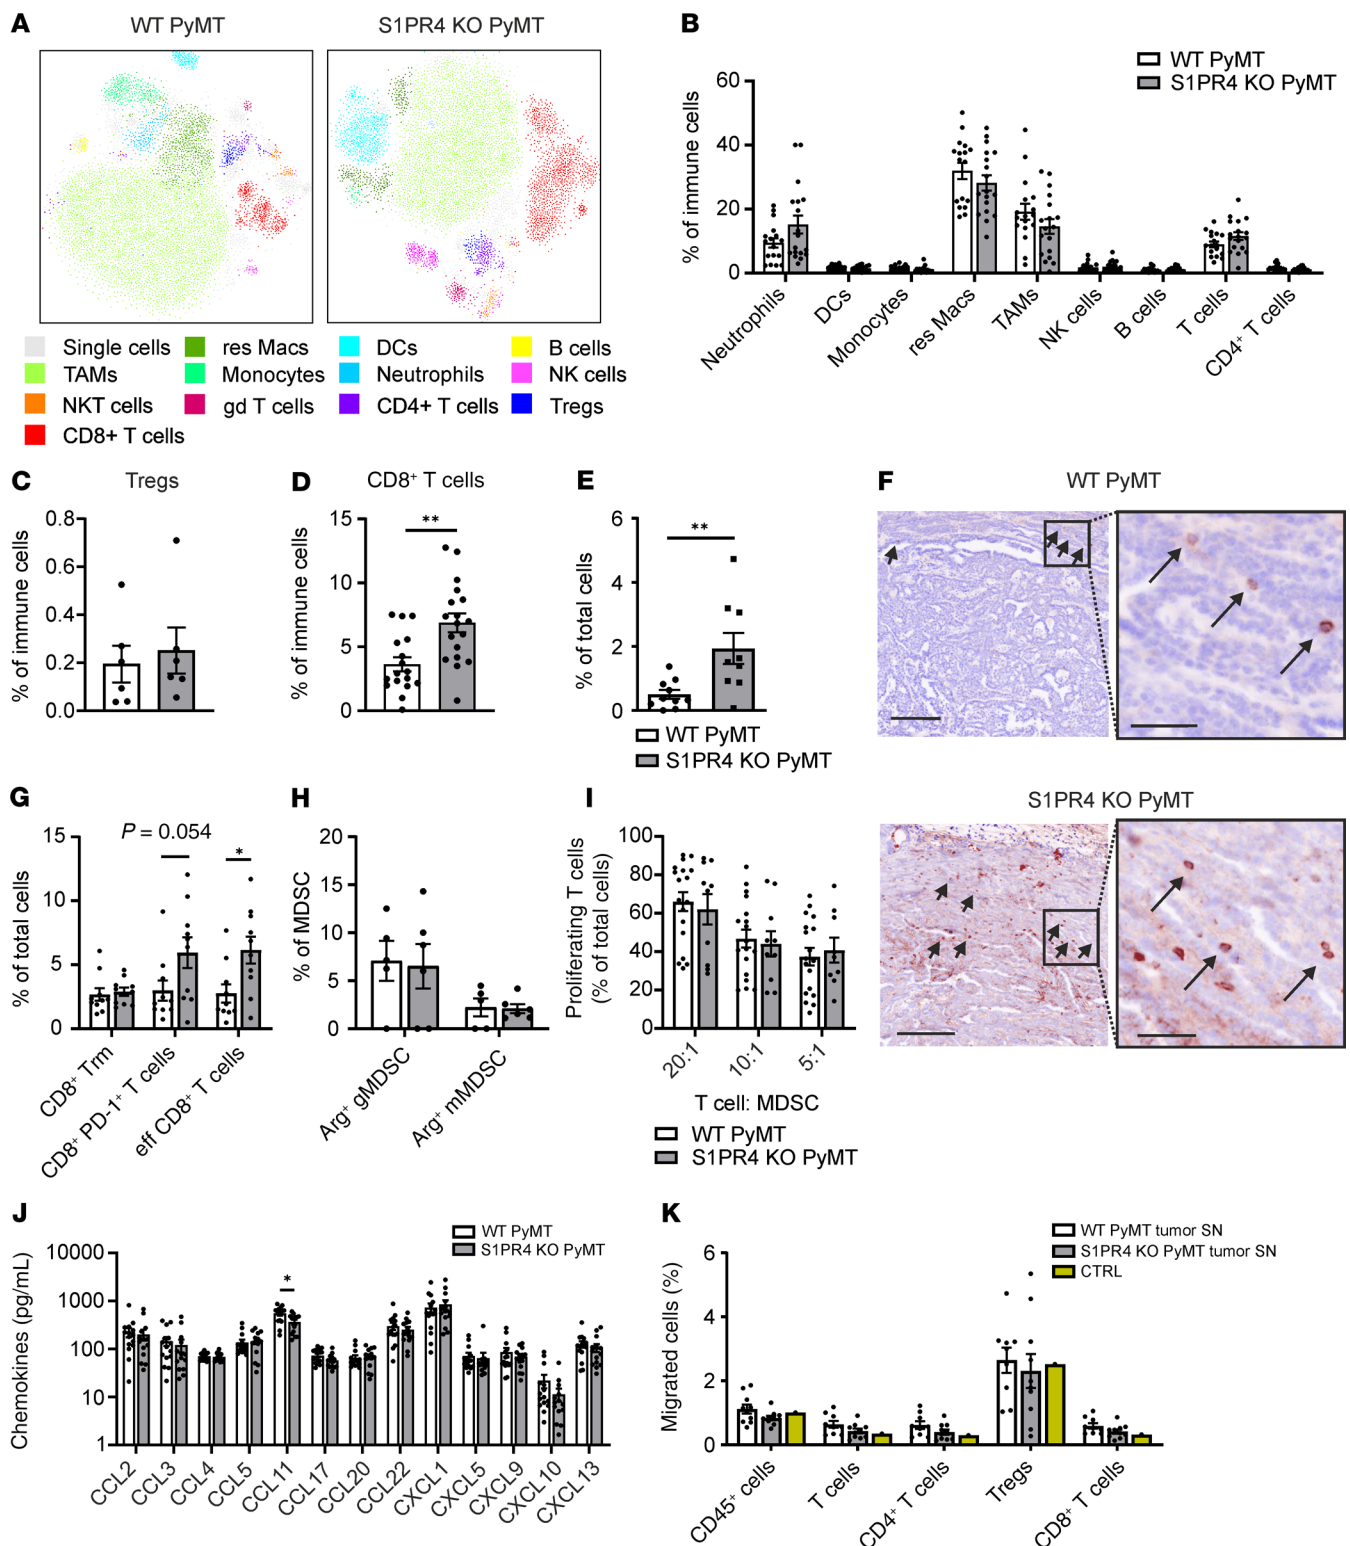 A
WT PyMT
S1PR4 KO PyMT
Single cells
res Macs
DCs
B cells
TAMs
Monocytes
Neutrophils
NK cells
NKT cells
gd T cells
CD4+ T cells
Tregs
CD8+ T cells
B
WT PyMT
S1PR4 KO PyMT
% of immune cells
60
40
20
0
Neutrophils
DCs
Monocytes
res Macs
TAMs
NK cells
B cells
T cells
CD4+ T cells
C
Tregs
% of immune cells
0.8
0.6
0.4
0.2
0.0
D
CD8+ T cells
% of immune cells
15
10
5
0
**
E
% of total cells
6
4
2
0
**
WT PyMT
S1PR4 KO PyMT
F
WT PyMT
S1PR4 KO PyMT
G
% of total cells
15
10
5
0
P = 0.054
*
CD8+ Trm
CD8+ PD-1+ T cells
eff CD8+ T cells
H
% of MDSC
20
15
10
5
0
Arg+ gMDSC
Arg+ mMDSC
I
Proliferating T cells
(% of total cells)
100
80
60
40
20
0
20:1
10:1
5:1
T cell: MDSC
WT PyMT
S1PR4 KO PyMT
J
WT PyMT
S1PR4 KO PyMT
Chemokines (pg/mL)
10000
1000
100
10
1
*
CCL2
CCL3
CCL4
CCL5
CCL11
CCL17
CCL20
CCL22
CXCL1
CXCL5
CXCL9
CXCL10
CXCL13
K
WT PyMT tumor SN
S1PR4 KO PyMT tumor SN
CTRL
Migrated cells (%)
6
4
2
0
CD45+ cells
T cells
CD4+ T cells
Tregs
CD8+ T cells